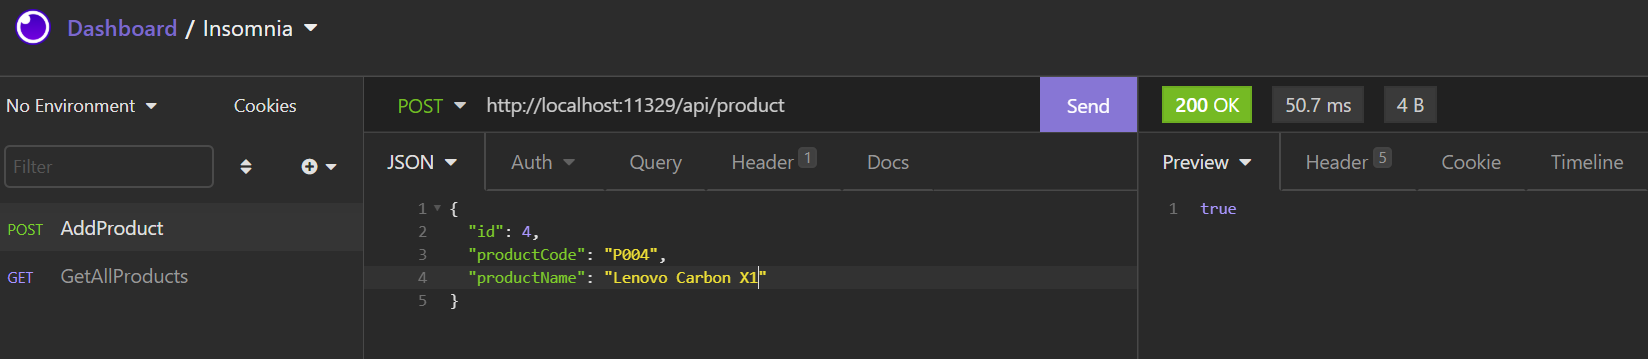 Dashboard / Insomnia
No Environment
Cookies
Filter
POST AddProduct
GET GetAllProducts
POST http://localhost:11329/api/product Send
JSON Auth Query Header 1 Docs
1 {
2 "id": 4,
3 "productCode": "P004",
4 "productName": "Lenovo Carbon X1"
5 }
200 OK 50.7 ms 4 B
Preview Header 5 Cookie Timeline
1 true